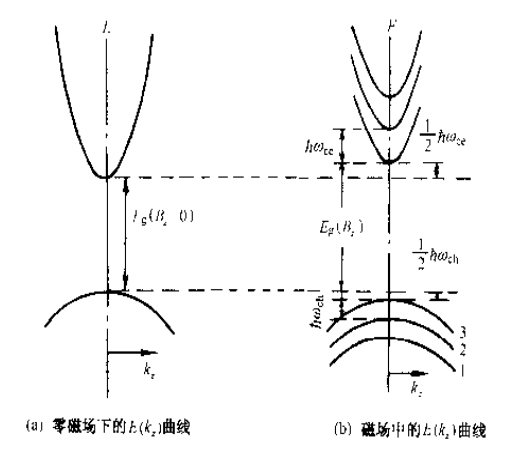 E
E
ħω_ce
1/2 ħω_ce
E_g(B_z=0)
E_g(B_z)
1/2 ħω_ch
ħω_ch
3
2
1
k_z
k_z
(a) 零磁场下的E(k_z)曲线
(b) 磁场中的E(k_z)曲线